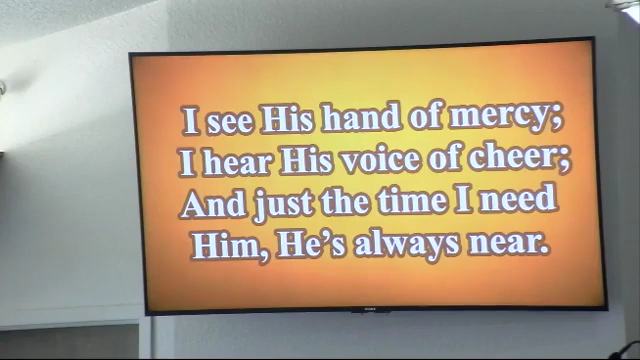 I see His hand of mercy;
I hear His voice of cheer;
And just the time I need
Him, He's always near.
SONY